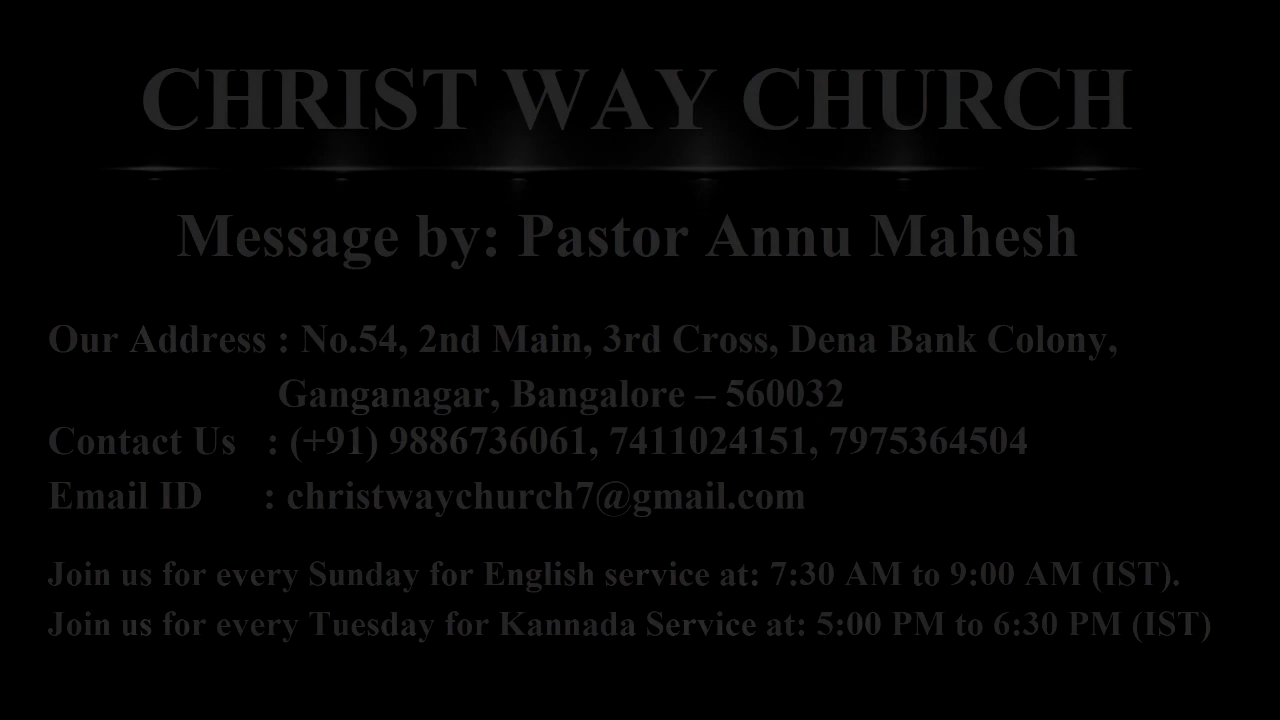 CHRIST WAY CHURCH
Message by: Pastor Annu Mahesh
Our Address : No.54, 2nd Main, 3rd Cross, Dena Bank Colony,
Ganganagar, Bangalore – 560032
Contact Us : (+91) 9886736061, 7411024151, 7975364504
Email ID : christwaychurch7@gmail.com
Join us for every Sunday for English service at: 7:30 AM to 9:00 AM (IST).
Join us for every Tuesday for Kannada Service at: 5:00 PM to 6:30 PM (IST)